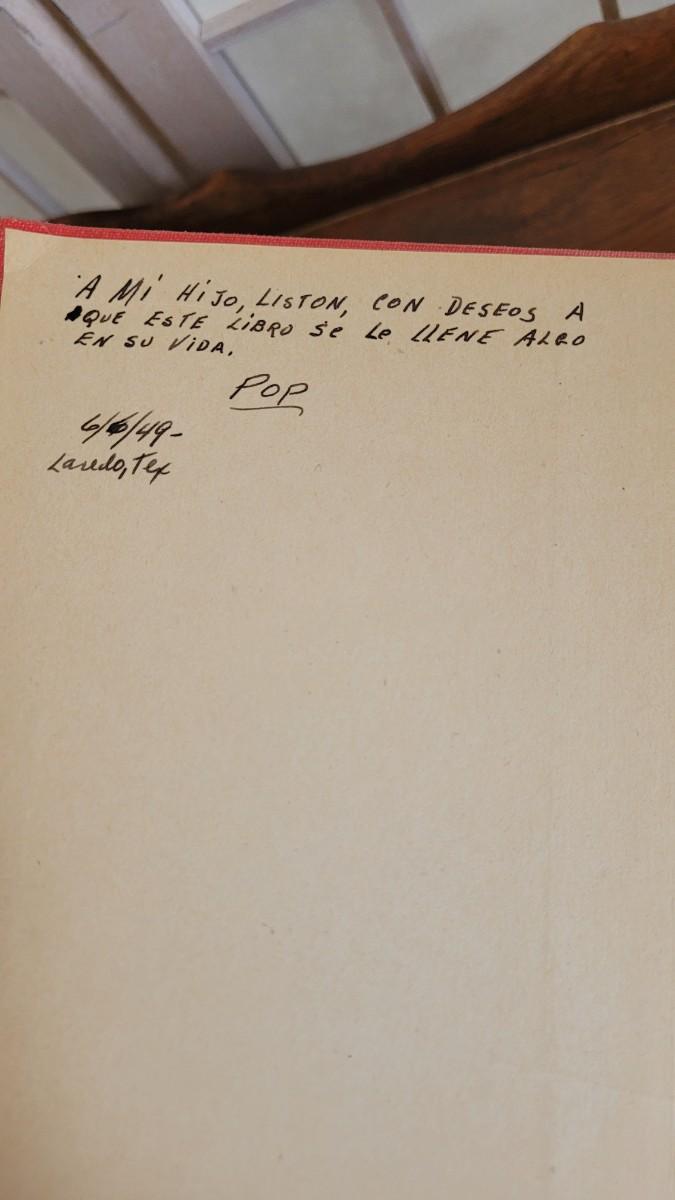 A Mi HiJO, LISTON, CON DESEOS A
QUE ESTE LiBRO Se Le LLENE ALGO
EN SU ViDA.
POP
6/6/49-
Laredo, Tex